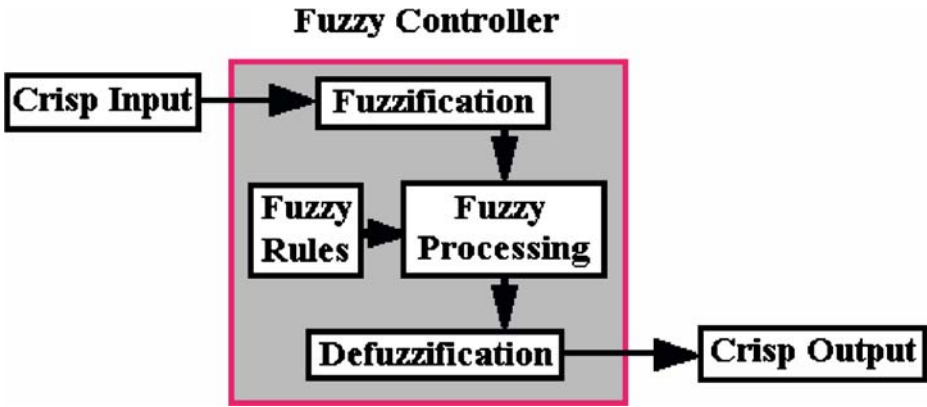 Fuzzy Controller
Crisp Input
Fuzzification
Fuzzy
Rules
Fuzzy
Processing
Defuzzification
Crisp Output